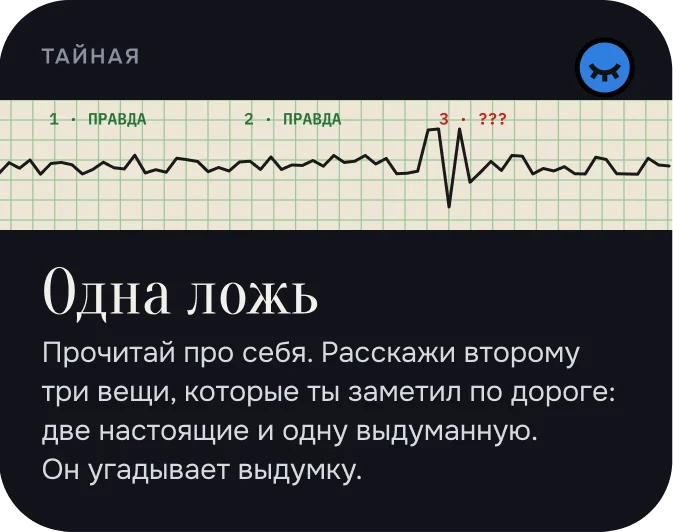 ТАЙНАЯ
1 · ПРАВДА 2 · ПРАВДА 3 · ???
Одна ложь
Прочитай про себя. Расскажи второму
три вещи, которые ты заметил по дороге:
две настоящие и одну выдуманную.
Он угадывает выдумку.